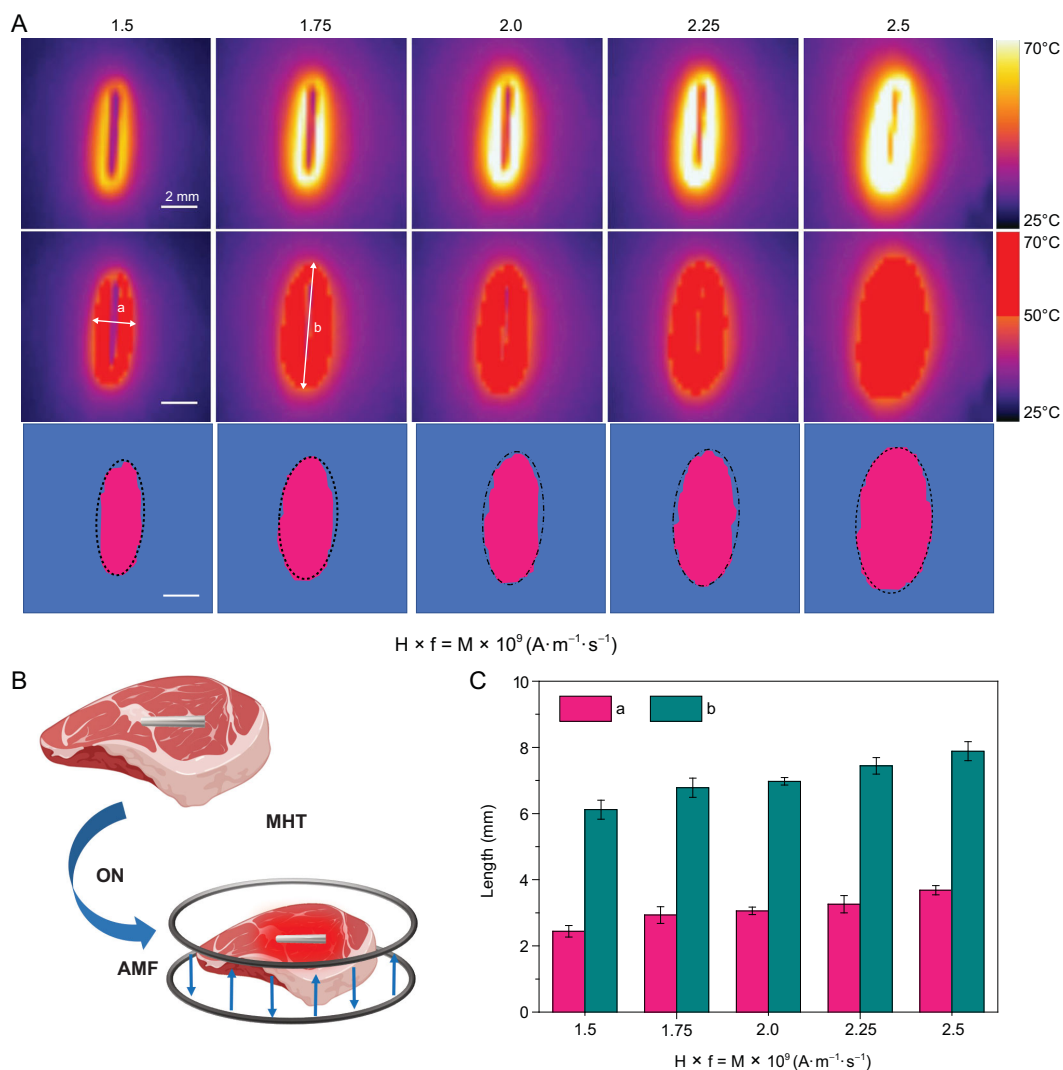 A
1.5 1.75 2.0 2.25 2.5
70°C
2 mm
25°C
70°C
a
b
50°C
25°C
H × f = M × 10⁹ (A·m⁻¹·s⁻¹)
B
MHT
ON
AMF
C
10
a b
8
6
4
2
0
Length (mm)
1.5 1.75 2.0 2.25 2.5
H × f = M × 10⁹ (A·m⁻¹·s⁻¹)